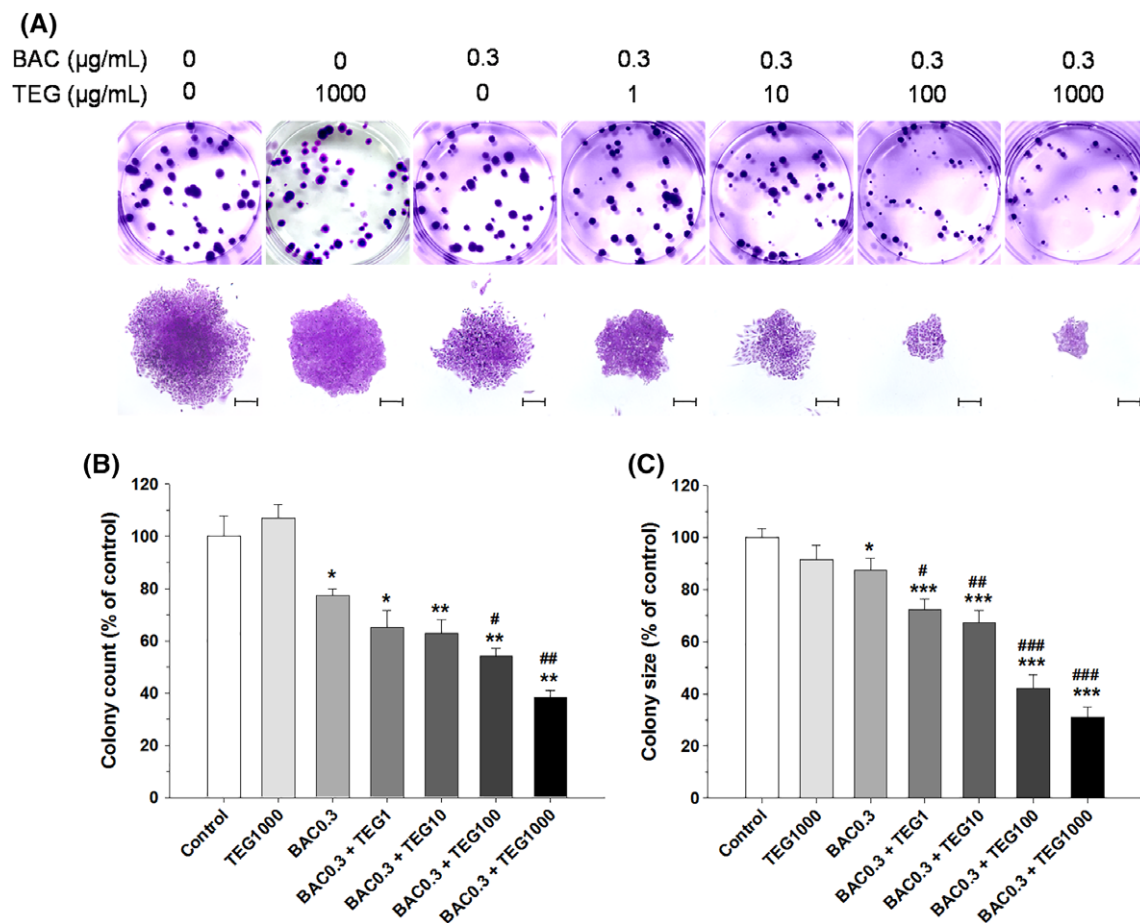 (A)
BAC (µg/mL) 0 0 0.3 0.3 0.3 0.3 0.3
TEG (µg/mL) 0 1000 0 1 10 100 1000
(B)
Colony count (% of control)
120
100
80
60
40
20
0
*
*
**
#
**
##
**
Control
TEG1000
BAC0.3
BAC0.3 + TEG1
BAC0.3 + TEG10
BAC0.3 + TEG100
BAC0.3 + TEG1000
(C)
Colony size (% of control)
120
100
80
60
40
20
0
*
#
***
##
***
###
***
###
***
Control
TEG1000
BAC0.3
BAC0.3 + TEG1
BAC0.3 + TEG10
BAC0.3 + TEG100
BAC0.3 + TEG1000